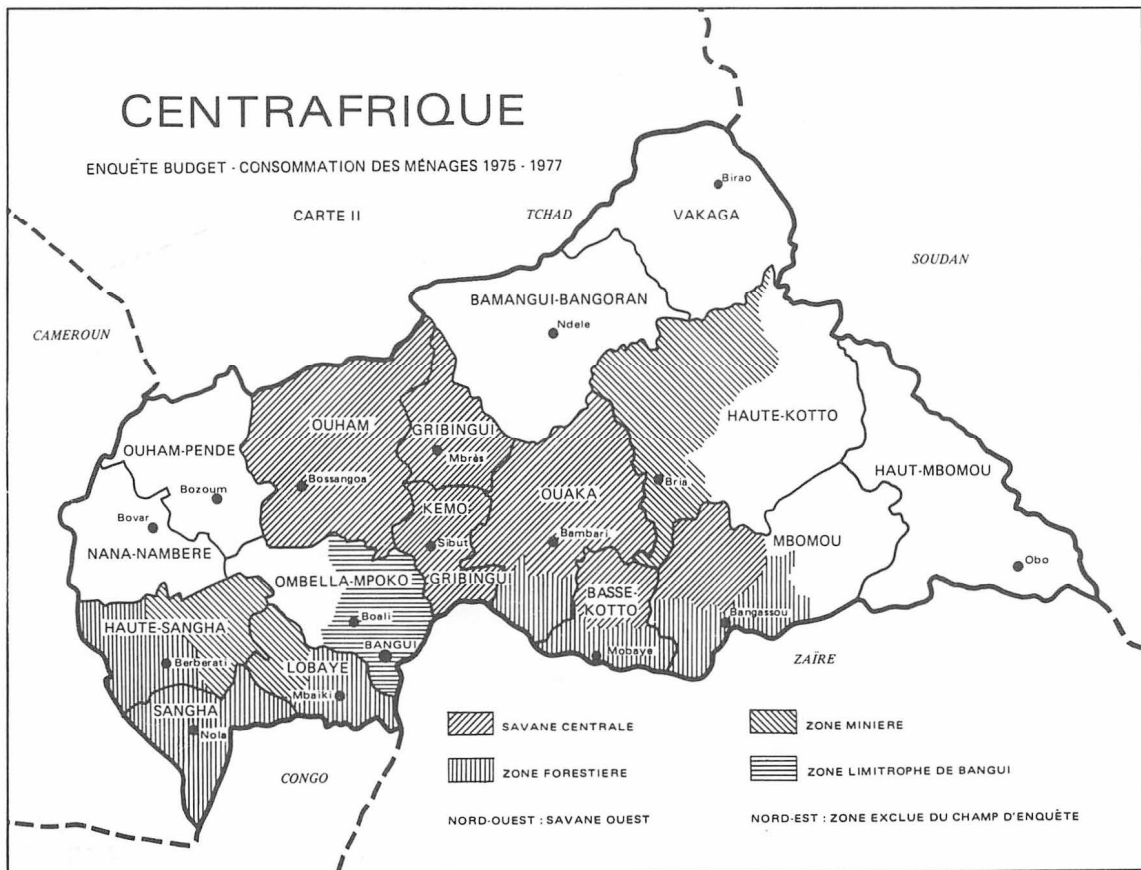 CENTRAFRIQUE
ENQUÊTE BUDGET - CONSOMMATION DES MÉNAGES 1975 - 1977
CARTE II
TCHAD
Birao
VAKAGA
SOUDAN
BAMANGUI-BANGORAN
Ndele
CAMEROUN
HAUTE-KOTTO
OUHAM
GRIBINGUI
Mbrès
OUHAM-PENDE
HAUT-MBOMOU
Bossangoa
Bria
OUAKA
Bozoum
KEMO
Bovar
Sibut
Bambari
MBOMOU
NANA-NAMBERE
Obo
OMBELLA-MPOKO
GRIBINGUI
BASSE-
KOTTO
Boali
Bangassou
HAUTE-SANGHA
BANGUI
Mobaye
ZAÏRE
Berberati
LOBAYE
Mbaïki
SANGHA
Nola
CONGO
SAVANE CENTRALE
ZONE MINIERE
ZONE FORESTIERE
ZONE LIMITROPHE DE BANGUI
NORD-OUEST : SAVANE OUEST
NORD-EST : ZONE EXCLUE DU CHAMP D'ENQUÈTE